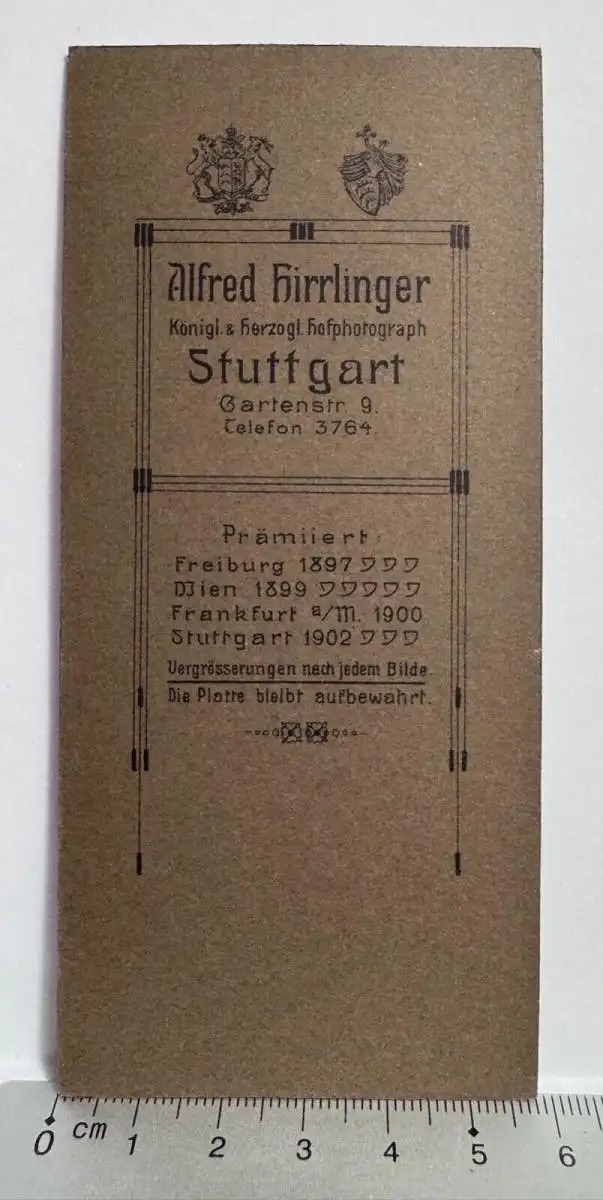 Alfred Hirrlinger
Königl. & Herzogl. Hofphotograph
Stuttgart
Gartenstr. 9.
Telefon 3764.
Prämiiert:
Freiburg 1897
Wien 1899
Frankfurt a/M. 1900
Stuttgart 1902
Vergrösserungen nach jedem Bilde.
Die Platte bleibt aufbewahrt.
0 cm 1 2 3 4 5 6